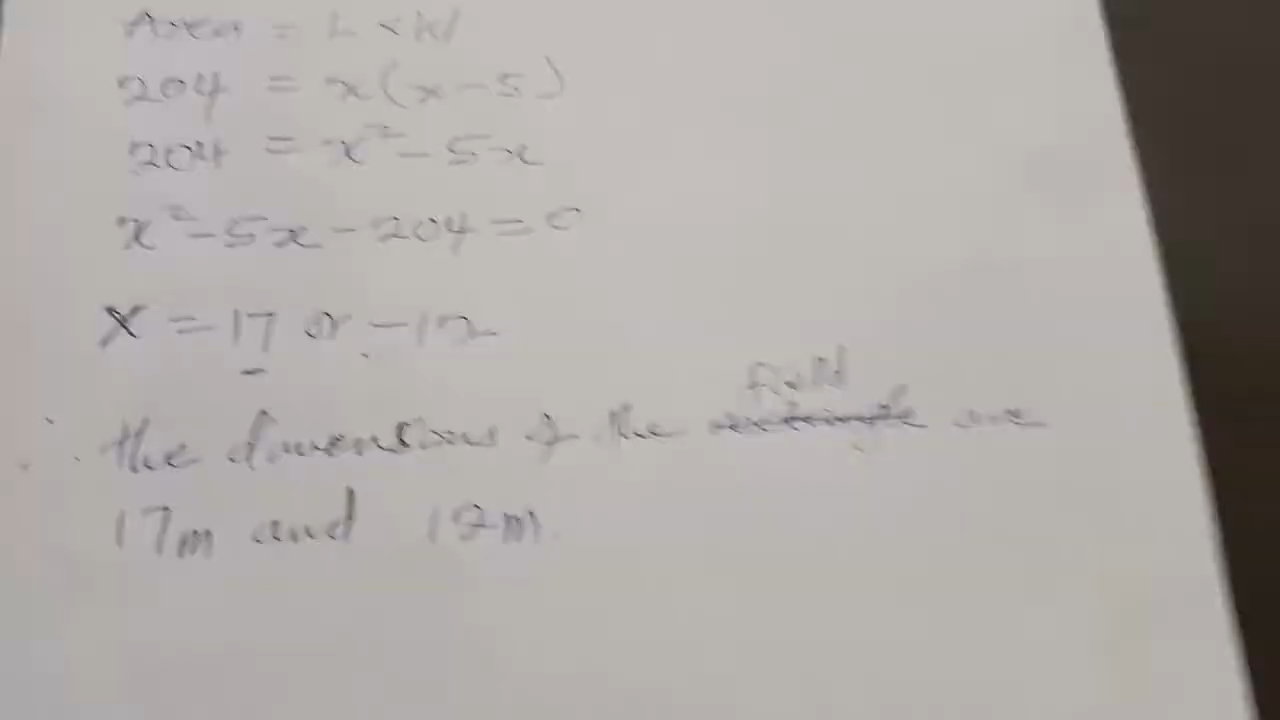 Area = L × W
204 = x(x-5)
204 = x² - 5x
x² - 5x - 204 = 0
x = 17 or -12
∴ the dimensions of the field are
17m and 12m.